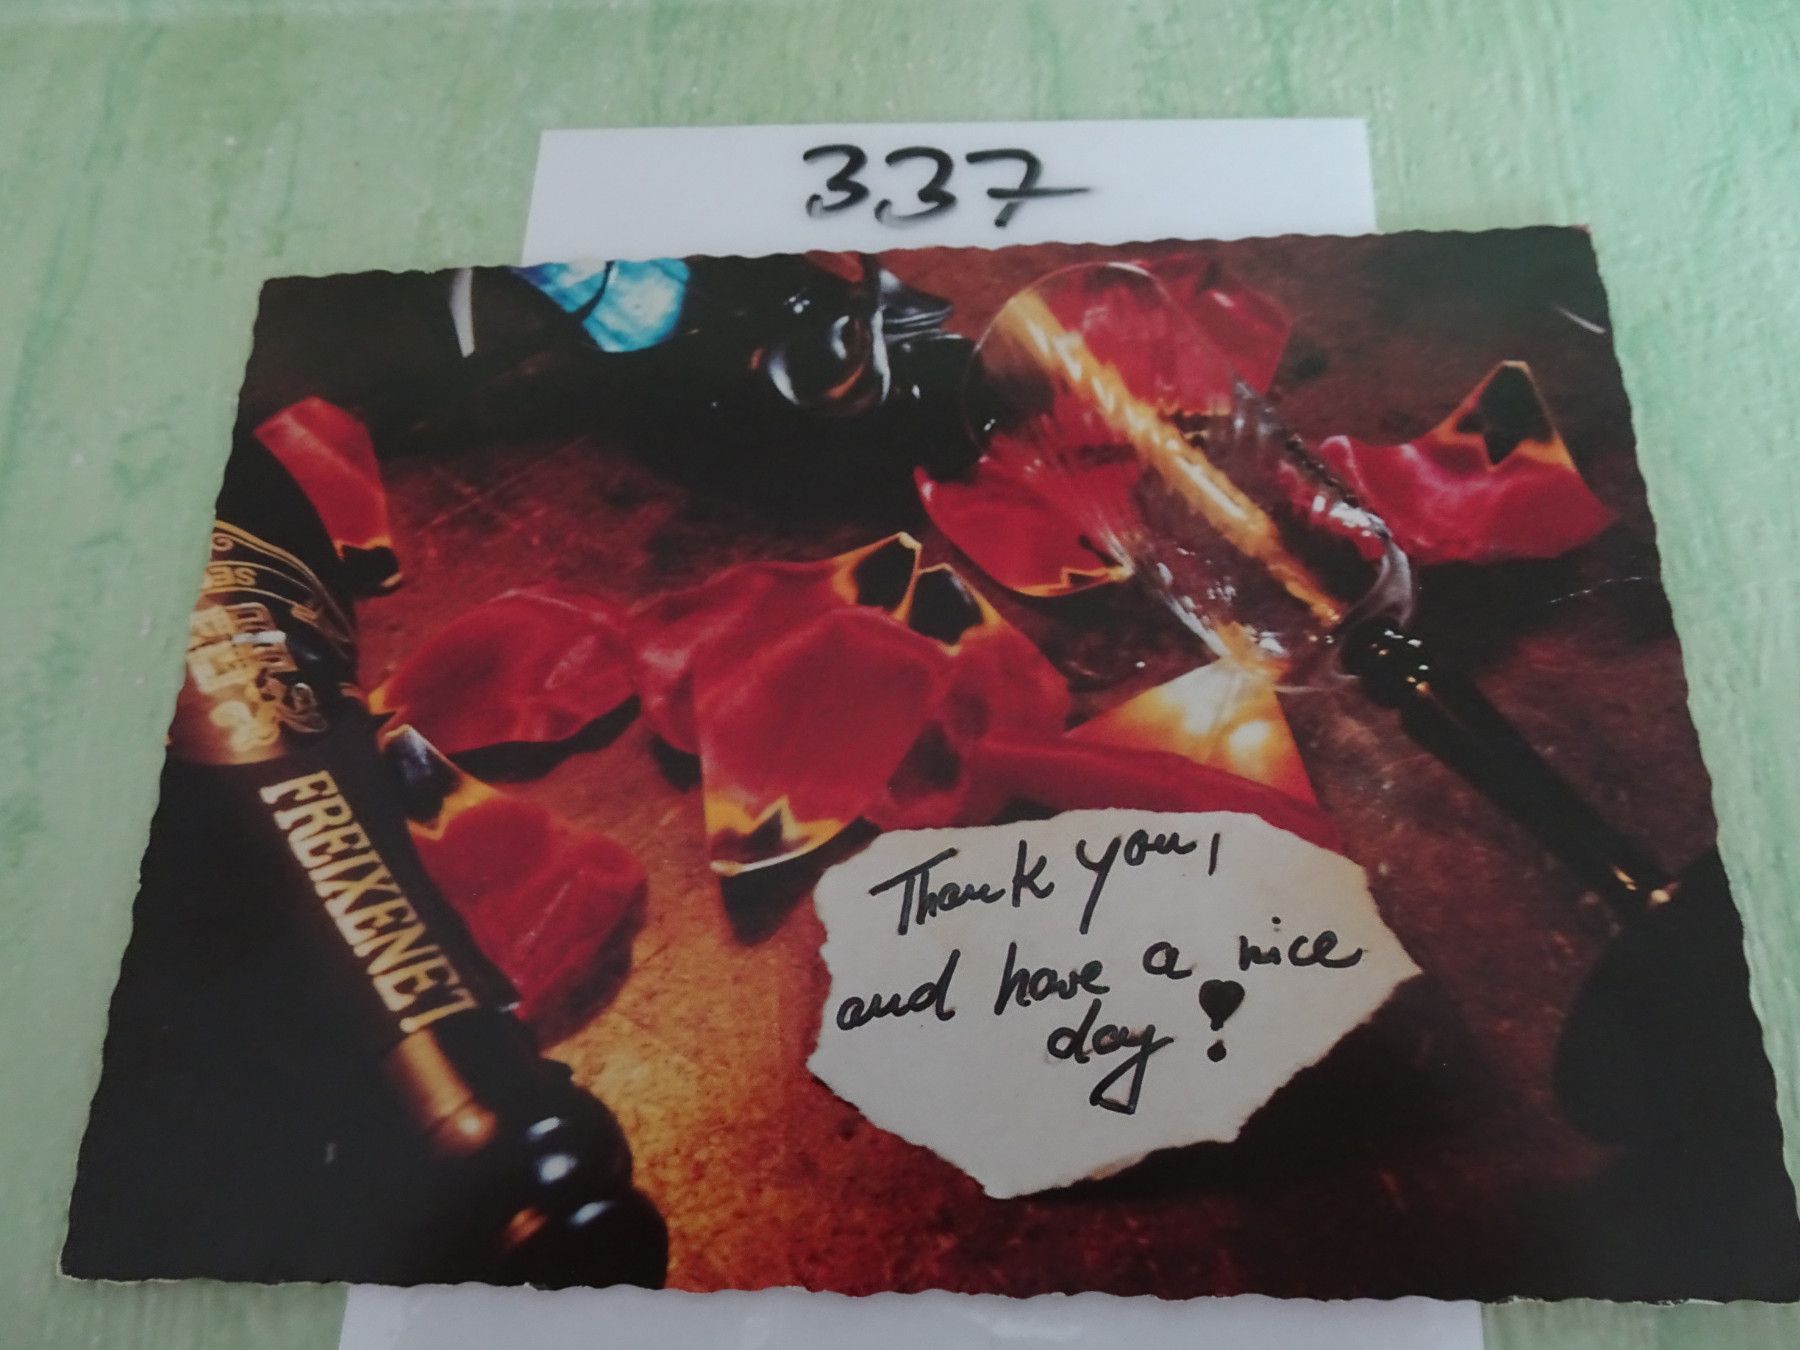 337
FREIXENET
Thank you,
and have a nice
day!